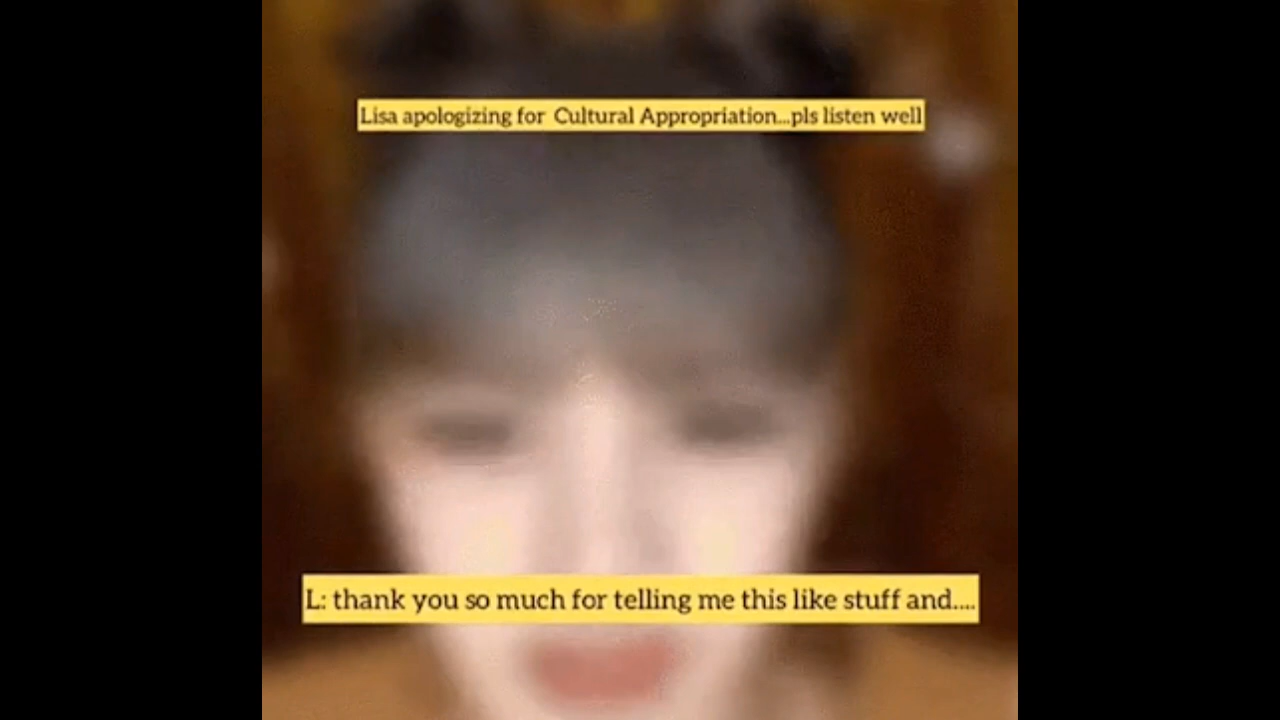 Lisa apologizing for Cultural Appropriation...pls listen well
L: thank you so much for telling me this like stuff and....